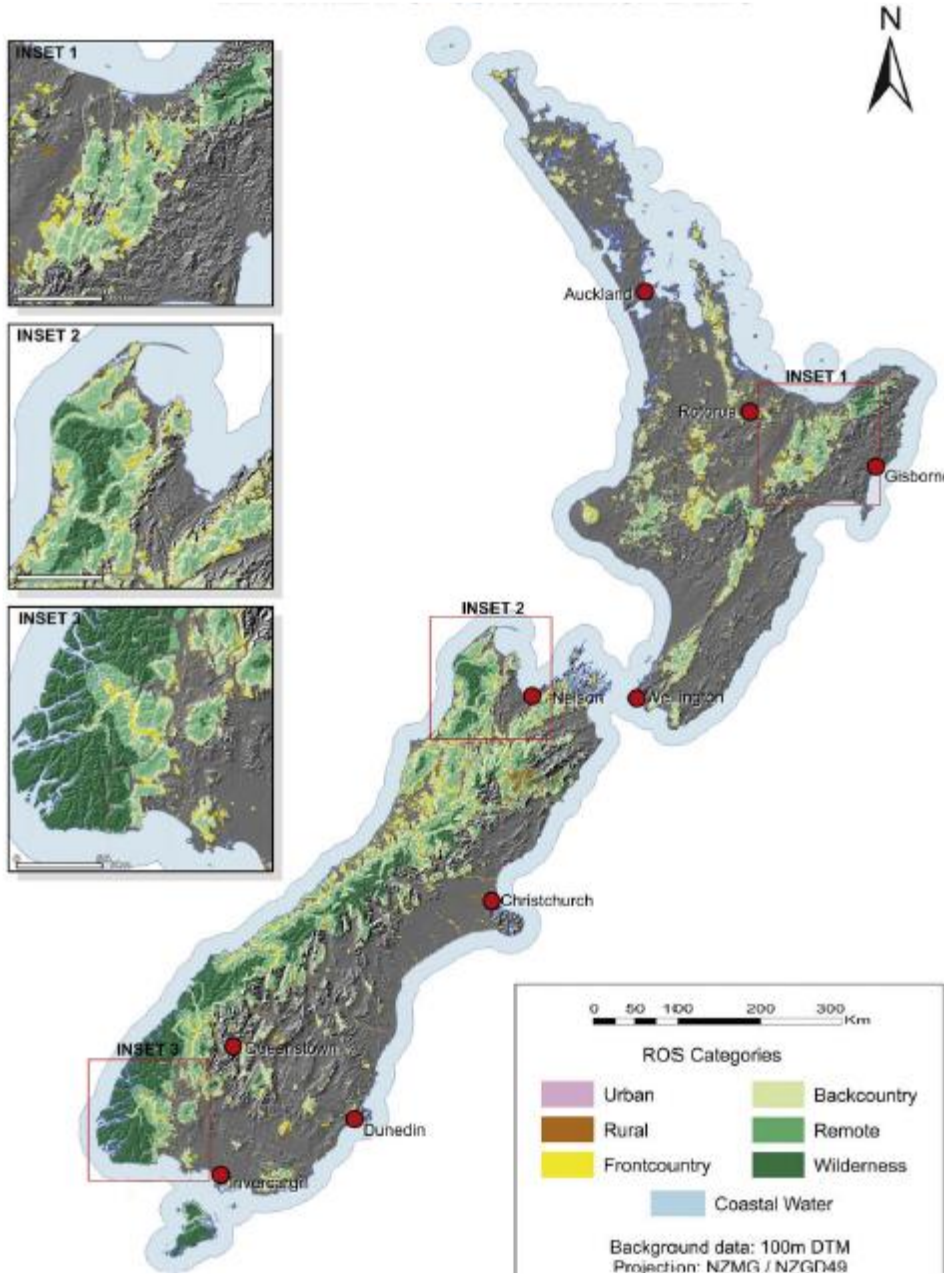 N
INSET 1
INSET 2
INSET 3
Auckland
INSET 1
Rotorua
Gisborne
INSET 2
Nelson
Wellington
Christchurch
INSET 3
Queenstown
Dunedin
Invercargill
0 50 100 200 300
Km
ROS Categories
Urban
Backcountry
Rural
Remote
Frontcountry
Wilderness
Coastal Water
Background data: 100m DTM
Projection: NZMG / NZGD49